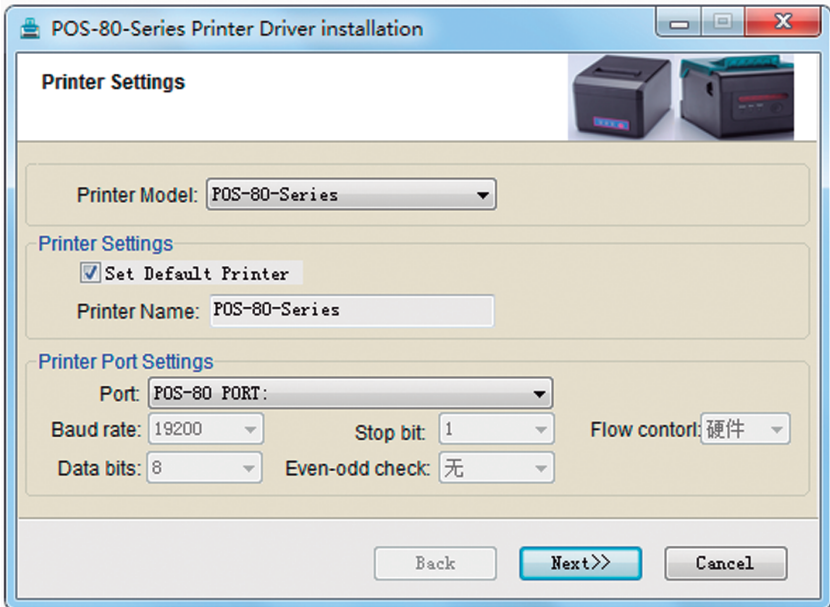 POS-80-Series Printer Driver installation
Printer Settings
Printer Model: POS-80-Series
Printer Settings
Set Default Printer
Printer Name: POS-80-Series
Printer Port Settings
Port: POS-80 PORT:
Baud rate: 19200 Stop bit: 1 Flow contorl: 硬件
Data bits: 8 Even-odd check: 无
Back Next>> Cancel